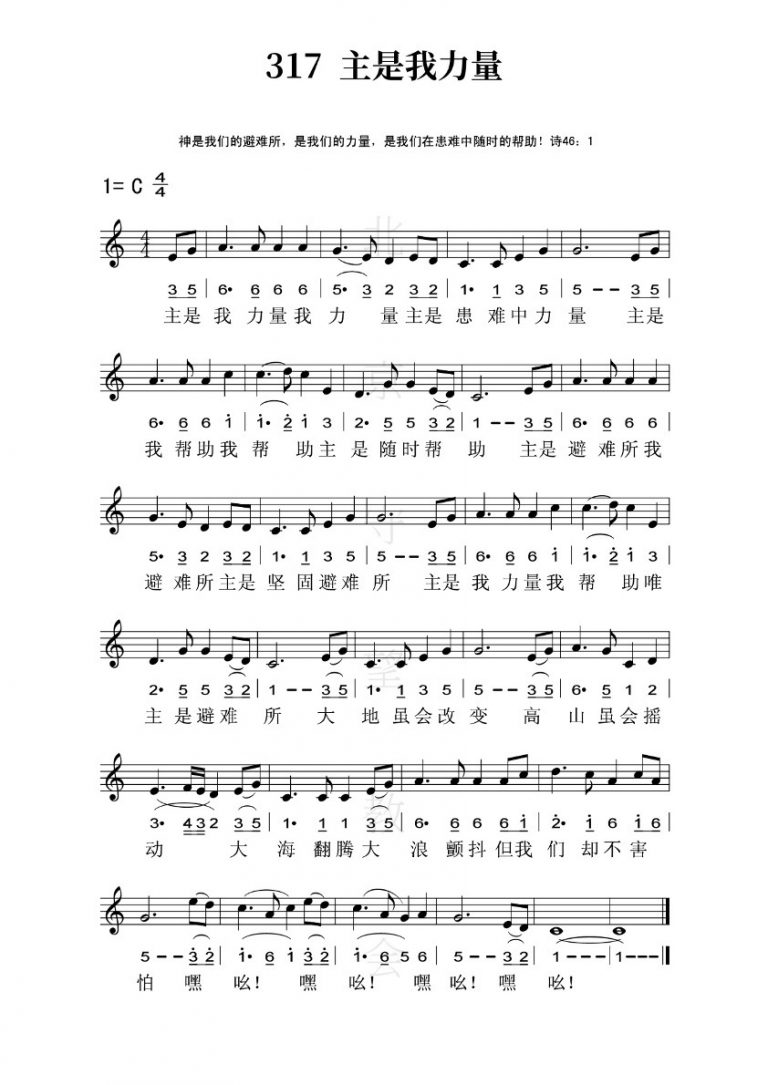 317 主是我力量
神是我们的避难所，是我们的力量，是我们在患难中随时的帮助！诗46：1
1= C 4/4
3 5 | 6• 6 6 6 | 5• 3 2 3 2 | 1• 1 3 5 | 5 — — 3 5 |
主是 我 力量我 力 量主是 患 难中力 量 主是
6• 6 6 i | i• 2̇ i 3 | 2• 5 5 3 2 | 1 — — 3 5 | 6• 6 6 6 |
我 帮助我 帮 助主 是 随时帮 助 主是 避 难所我
5• 3 2 3 2 | 1• 1 3 5 | 5 — — 3 5 | 6• 6 6 i | i• 2̇ i 3
避 难所主是 坚 固避难 所 主是 我 力量我 帮 助唯
2• 5 5 3 2 | 1 — — 3 5 | 1• 1 3 5 | 5 — — 3 5 | 6• 5 1 2
主 是避难 所 大 地 虽会改 变 高 山 虽会摇
3• 4 3 2 3 5 | 1• 1 1 3 5 | 6• 6 6 6 i | 2̇• i 6 i 6
动 大 海 翻腾大 浪 颤抖但我 们 却不害
5 — — 3̇ 2̇ | i• 6 i 3̇ 2̇ | i• 6 5 6 | 5 — — 3 2 | 1 — — — 1 — — — |
怕 嘿 吆！ 嘿 吆！ 嘿 吆！嘿 吆！
北京守望教会